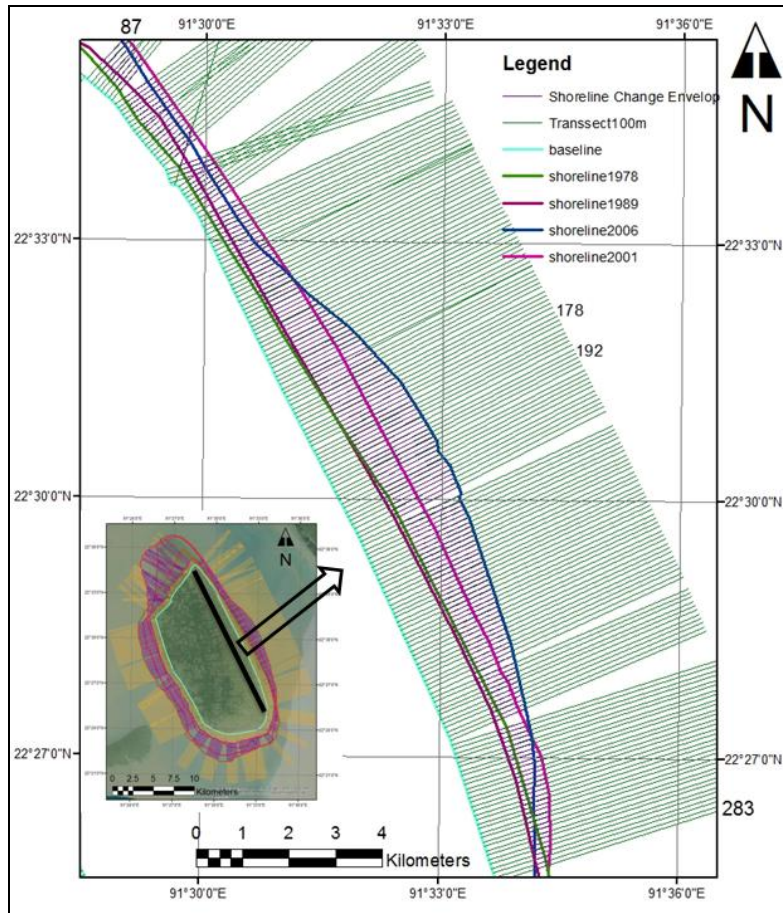 87
91°30'0"E
91°33'0"E
91°36'0"E
N
Legend
Shoreline Change Envelop
Transsect100m
baseline
shoreline1978
shoreline1989
shoreline2006
shoreline2001
22°33'0"N
22°33'0"N
178
192
22°30'0"N
22°30'0"N
N
22°27'0"N
22°27'0"N
0 2.5 5 7.5 10
Kilometers
283
0 1 2 3 4
Kilometers
91°30'0"E
91°33'0"E
91°36'0"E